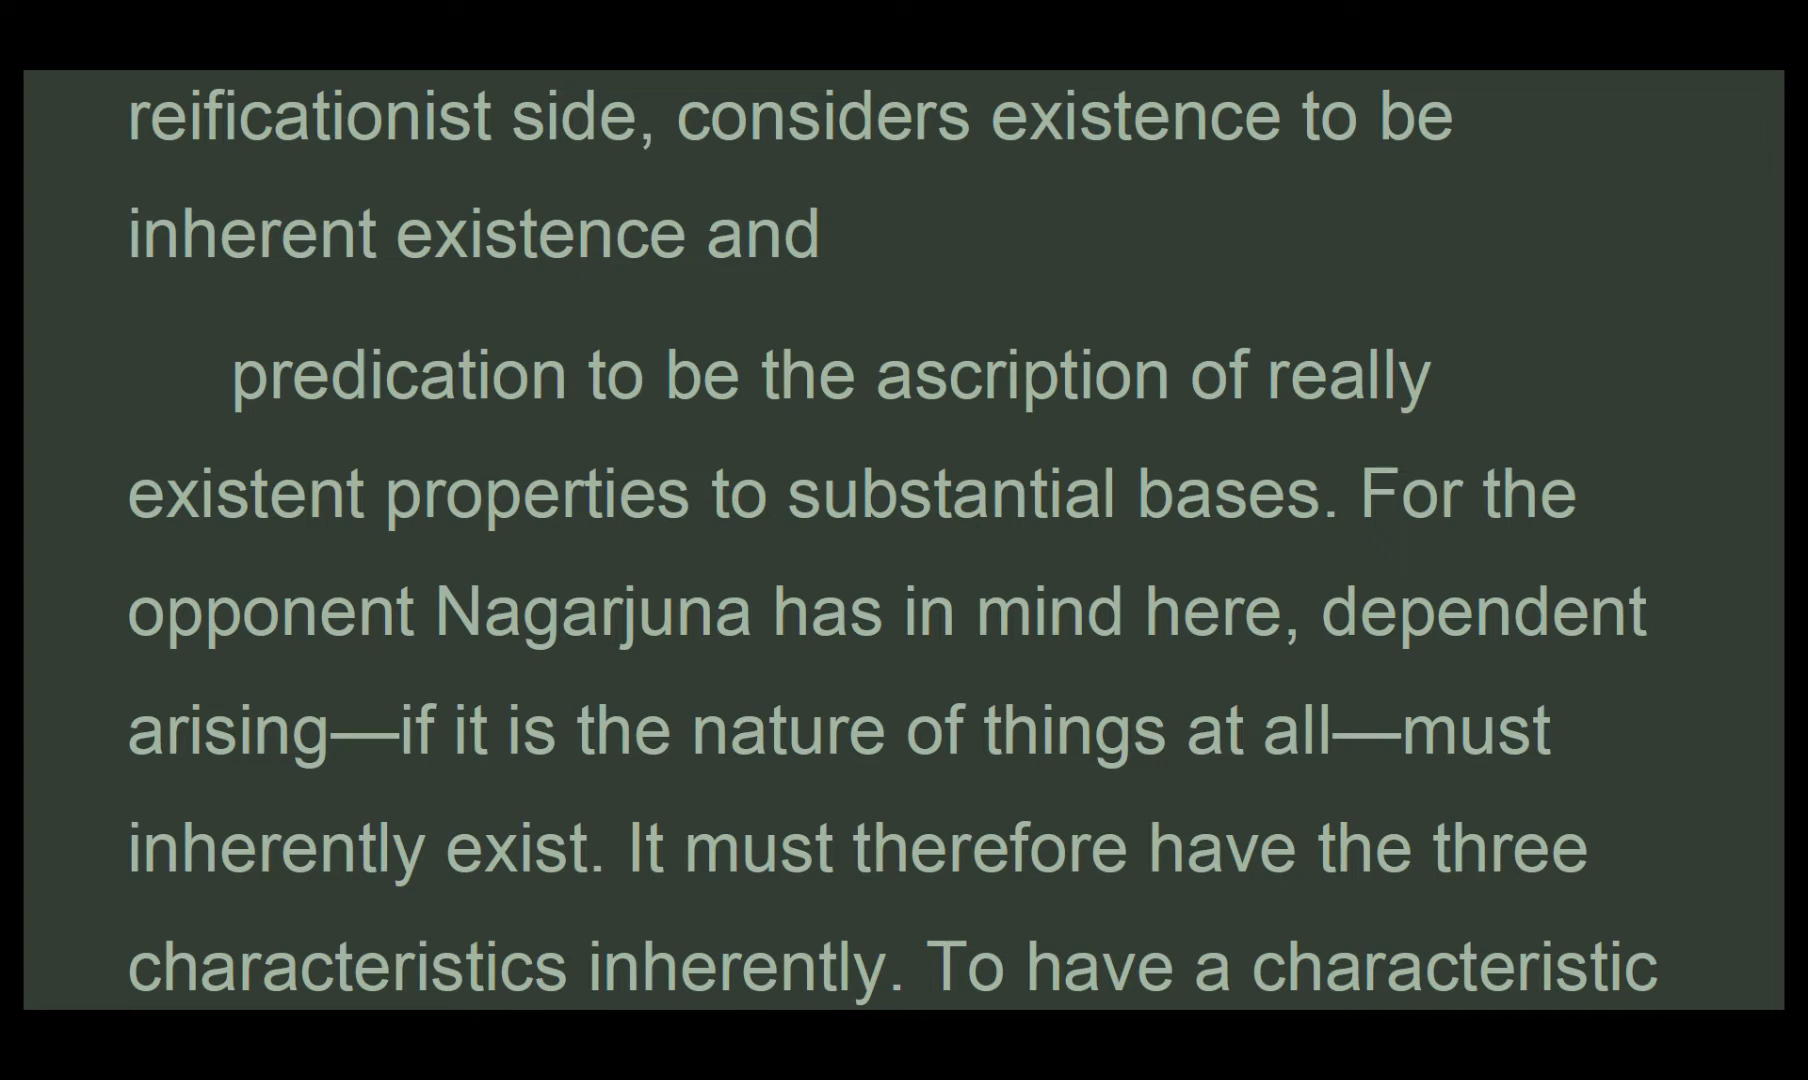 reificationist side, considers existence to be
inherent existence and
predication to be the ascription of really
existent properties to substantial bases. For the
opponent Nagarjuna has in mind here, dependent
arising—if it is the nature of things at all—must
inherently exist. It must therefore have the three
characteristics inherently. To have a characteristic